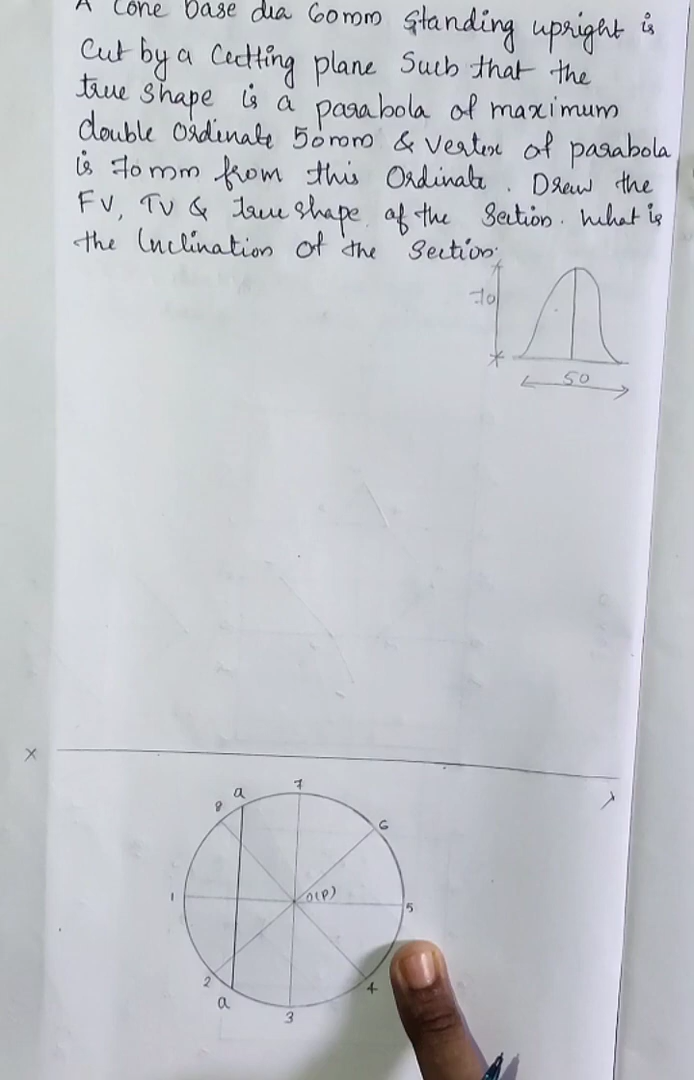 A Cone base dia 60mm standing upright is
Cut by a Cutting plane Such that the
true shape is a parabola of maximum
double Ordinate 50mm & Vertex of parabola
is 70mm from this Ordinate. Draw the
FV, TV & true shape of the Section. What is
the Inclination of the Section.
70
50
X
Y
a
7
8
6
1
O(P)
5
2
4
a
3